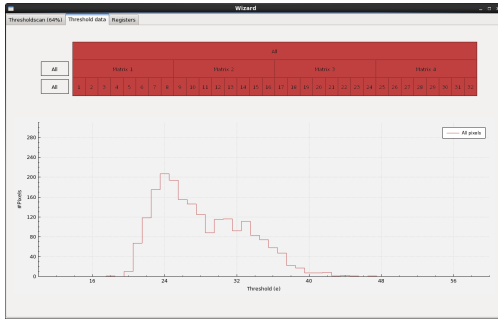 Wizard
Thresholdscan (64%) Threshold data Registers
All
All Matrix 1 Matrix 2 Matrix 3 Matrix 4
All 1 2 3 4 5 6 7 8 9 10 11 12 13 14 15 16 17 18 19 20 21 22 23 24 25 26 27 28 29 30 31 32
All pixels
280
240
200
160
120
80
40
0
#Pixels
16 24 32 40 48 56
Threshold (e)